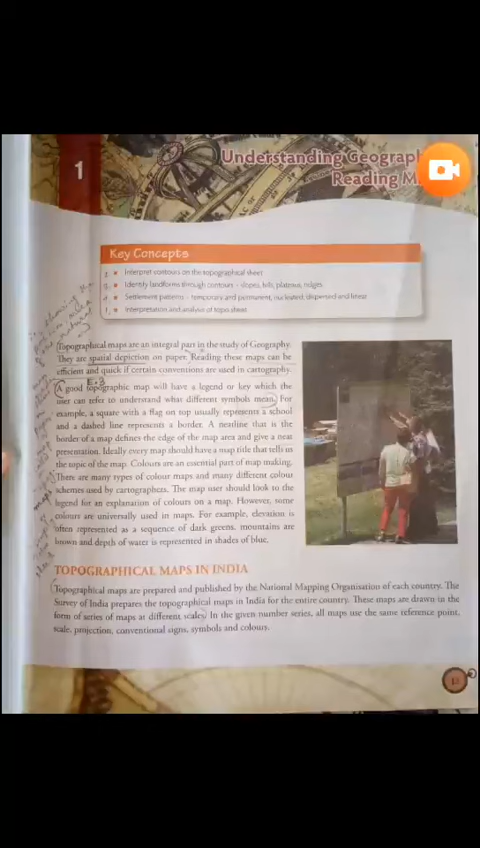 1
Understanding Geograph
Reading M
Key Concepts
Interpret contours on the topographical sheet
Identify landforms through contours - slopes, hills, plateaus, ridges
Settlement patterns - temporary and permanent, nucleated, dispersed and linear
Interpretation and analysis of topo sheet
Topographical maps are an integral part in the study of Geography.
They are spatial depiction on paper. Reading these maps can be
efficient and quick if certain conventions are used in cartography.
A good topographic map will have a legend or key which the
user can refer to understand what different symbols mean. For
example, a square with a flag on top usually represents a school
and a dashed line represents a border. A neatline that is the
border of a map defines the edge of the map area and give a neat
presentation. Ideally every map should have a map title that tells us
the topic of the map. Colours are an essential part of map making.
There are many types of colour maps and many different colour
schemes used by cartographers. The map user should look to the
legend for an explanation of colours on a map. However, some
colours are universally used in maps. For example, elevation is
often represented as a sequence of dark greens, mountains are
brown and depth of water is represented in shades of blue.
TOPOGRAPHICAL MAPS IN INDIA
Topographical maps are prepared and published by the National Mapping Organisation of each country. The
Survey of India prepares the topographical maps in India for the entire country. These maps are drawn in the
form of series of maps at different scales. In the given number series, all maps use the same reference point,
scale, projection, conventional signs, symbols and colours.